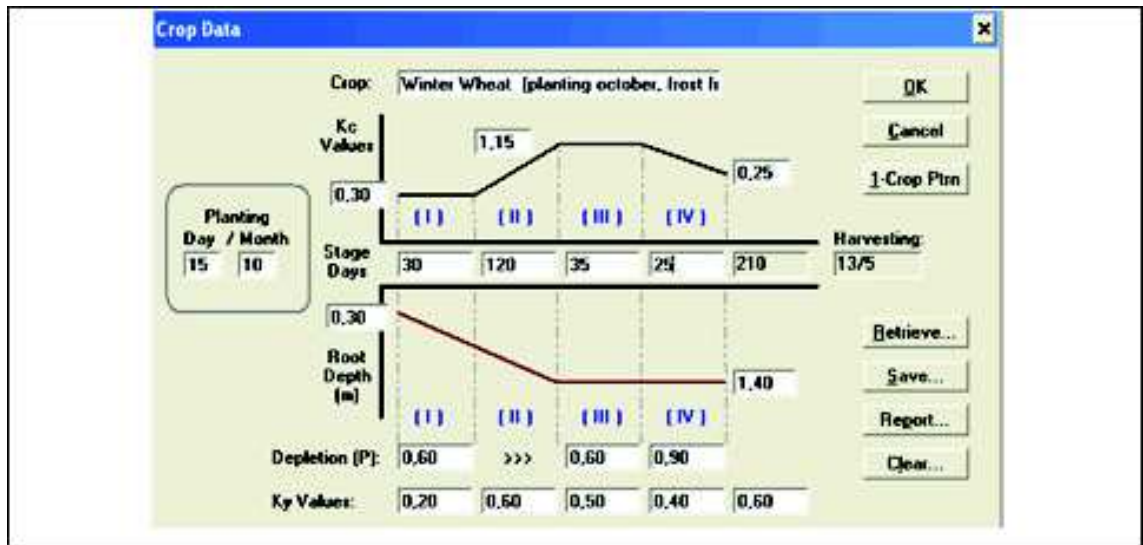 Crop Data
Crop: Winter Wheat (planting october, frost fr
OK
Kc Values
1,15
Cancel
0,25
1-Crop Ptrn
0,30
(I) (II) (III) (IV)
Planting
Day / Month
15 10
Harvesting:
Stage Days 30 120 35 25 210 13/5
0,30
Retrieve...
Root Depth (m)
1,40
Save...
(I) (II) (III) (IV)
Report...
Depletion (P): 0,60 >>> 0,60 0,90
Clear...
Ky Values: 0,20 0,60 0,50 0,40 0,60